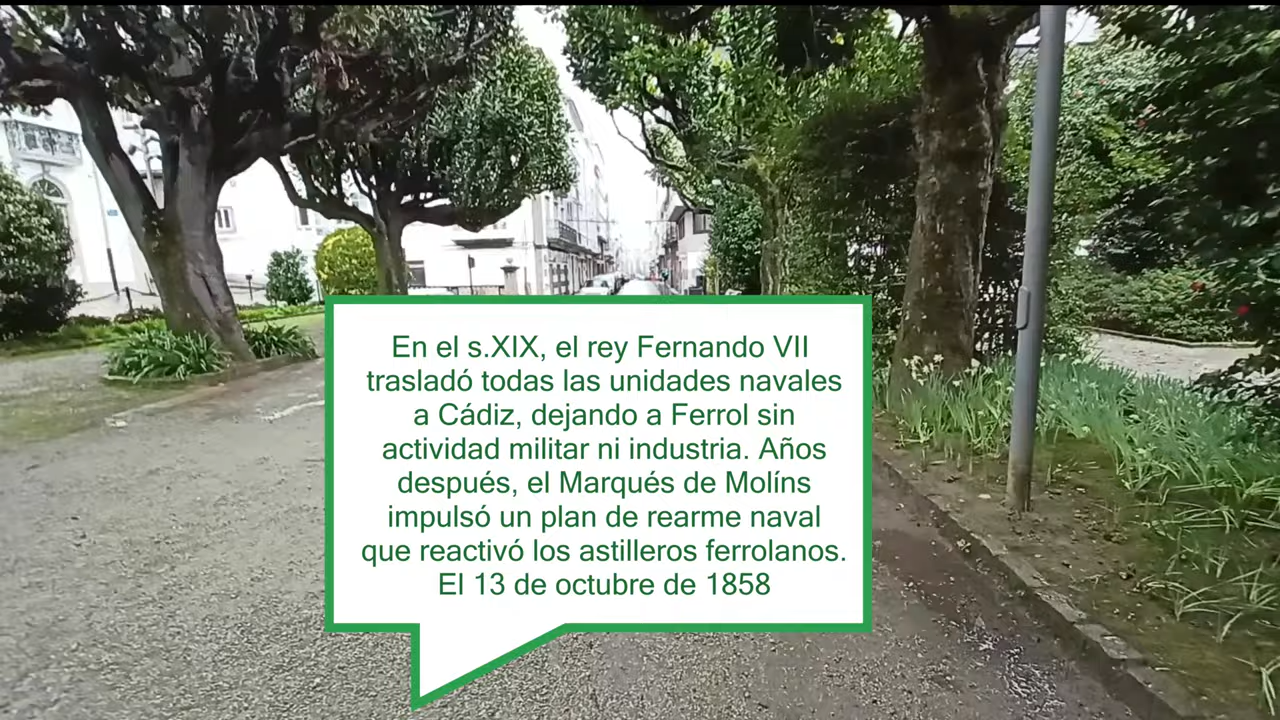 En el s.XIX, el rey Fernando VII
trasladó todas las unidades navales
a Cádiz, dejando a Ferrol sin
actividad militar ni industria. Años
después, el Marqués de Molíns
impulsó un plan de rearme naval
que reactivó los astilleros ferrolanos.
El 13 de octubre de 1858